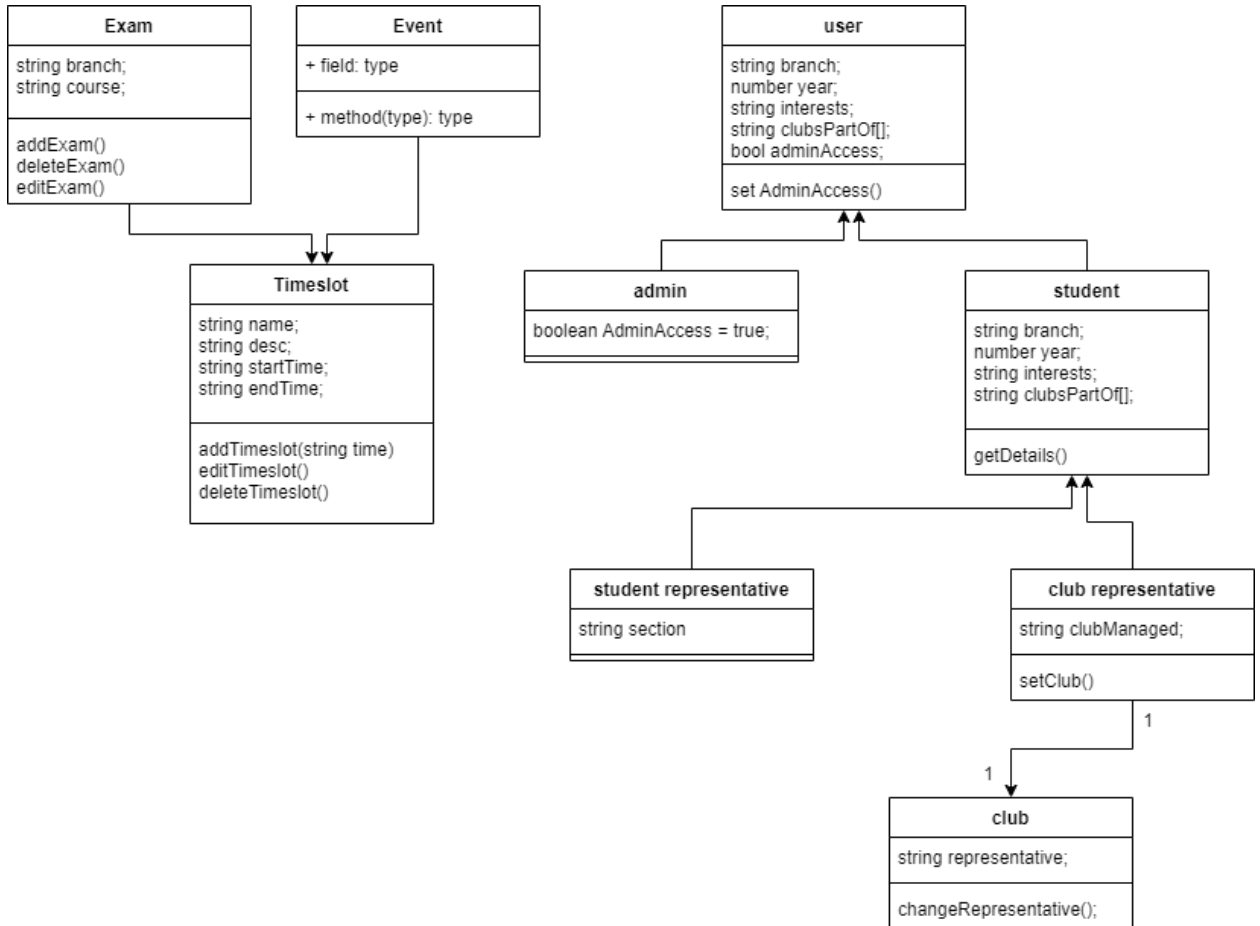 Exam
string branch;
string course;
addExam()
deleteExam()
editExam()
Event
+ field: type
+ method(type): type
user
string branch;
number year;
string interests;
string clubsPartOf[];
bool adminAccess;
set AdminAccess()
Timeslot
string name;
string desc;
string startTime;
string endTime;
addTimeslot(string time)
editTimeslot()
deleteTimeslot()
admin
boolean AdminAccess = true;
student
string branch;
number year;
string interests;
string clubsPartOf[];
getDetails()
student representative
string section
club representative
string clubManaged;
setClub()
1
1
club
string representative;
changeRepresentative();